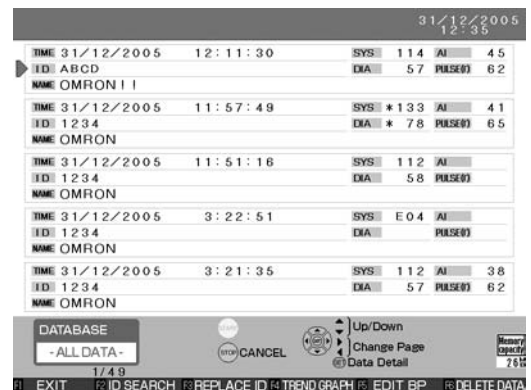 31/12/2005
12:35
TIME 31/12/2005 12:11:30 SYS 114 AI 45
ID ABCD DIA 57 PULSE(/) 62
NAME OMRON!!
TIME 31/12/2005 11:57:49 SYS *133 AI 41
ID 1234 DIA * 78 PULSE(/) 65
NAME OMRON
TIME 31/12/2005 11:51:16 SYS 112 AI
ID 1234 DIA 58 PULSE(/)
NAME OMRON
TIME 31/12/2005 3:22:51 SYS E04 AI
ID 1234 DIA PULSE(/)
NAME OMRON
TIME 31/12/2005 3:21:35 SYS 112 AI 38
ID 1234 DIA 57 PULSE(/) 62
NAME OMRON
DATABASE
-ALL DATA-
1/49
START
STOP CANCEL
Up/Down
Change Page
Data Detail
Memory capacity
26%
F1 EXIT F2 ID SEARCH F3 REPLACE ID F4 TREND GRAPH F5 EDIT BP F6 DELETE DATA